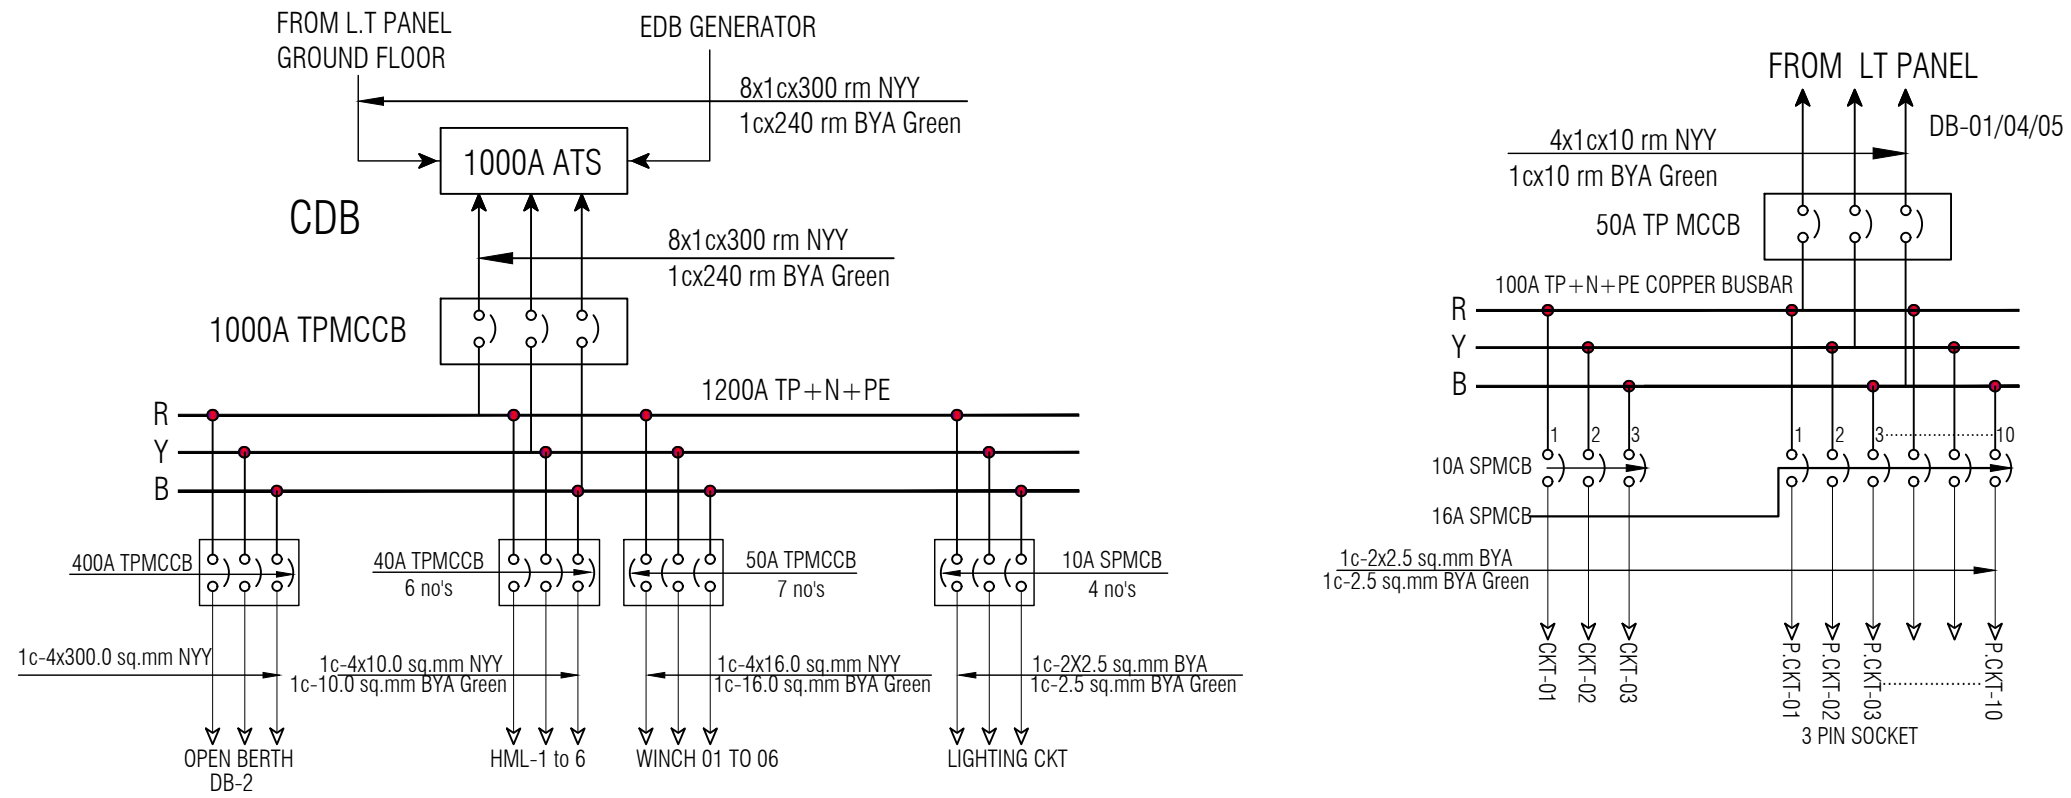 FROM L.T PANEL
GROUND FLOOR
EDB GENERATOR
8x1cx300 rm NYY
1cx240 rm BYA Green
1000A ATS
CDB
8x1cx300 rm NYY
1cx240 rm BYA Green
1000A TPMCCB
1200A TP+N+PE
R
Y
B
400A TPMCCB
40A TPMCCB
6 no's
50A TPMCCB
7 no's
10A SPMCB
4 no's
1c-4x300.0 sq.mm NYY
1c-4x10.0 sq.mm NYY
1c-10.0 sq.mm BYA Green
1c-4x16.0 sq.mm NYY
1c-16.0 sq.mm BYA Green
1c-2X2.5 sq.mm BYA
1c-2.5 sq.mm BYA Green
OPEN BERTH
DB-2
HML-1 to 6
WINCH 01 TO 06
LIGHTING CKT
FROM LT PANEL
DB-01/04/05
4x1cx10 rm NYY
1cx10 rm BYA Green
50A TP MCCB
100A TP+N+PE COPPER BUSBAR
R
Y
B
1 2 3
1 2 3 10
10A SPMCB
16A SPMCB
1c-2x2.5 sq.mm BYA
1c-2.5 sq.mm BYA Green
CKT-01
CKT-02
CKT-03
P.CKT-01
P.CKT-02
P.CKT-03
P.CKT-10
3 PIN SOCKET